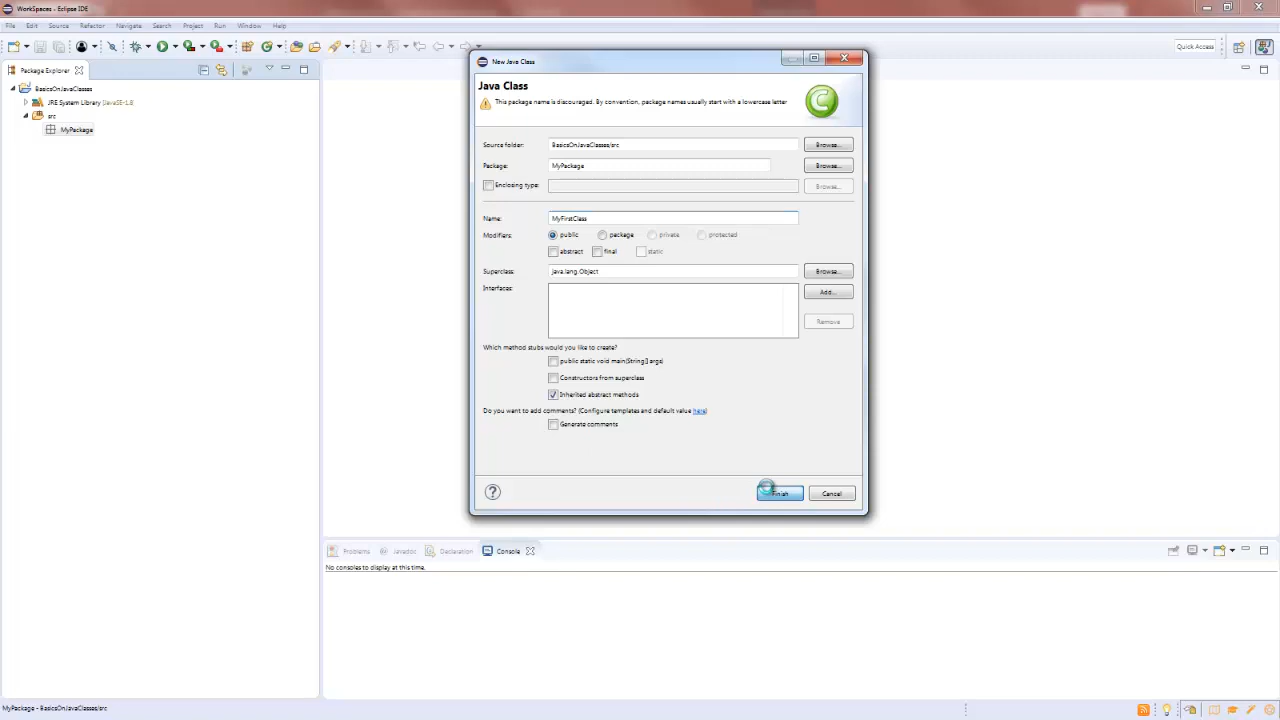 WorkSpaces - Eclipse IDE
File Edit Source Refactor Navigate Search Project Run Window Help
Quick Access
Package Explorer
BasicsOnJavaClasses
JRE System Library [JavaSE-1.8]
src
MyPackage
New Java Class
Java Class
This package name is discouraged. By convention, package names usually start with a lowercase letter
Source folder: BasicsOnJavaClasses/src Browse...
Package: MyPackage Browse...
Enclosing type: Browse...
Name: MyFirstClass
Modifiers: public package private protected
abstract final static
Superclass: java.lang.Object Browse...
Interfaces: Add...
Remove
Which method stubs would you like to create?
public static void main(String[] args)
Constructors from superclass
Inherited abstract methods
Do you want to add comments? (Configure templates and default value here)
Generate comments
Finish Cancel
Problems @ Javadoc Declaration Console
No consoles to display at this time.
MyPackage - BasicsOnJavaClasses/src